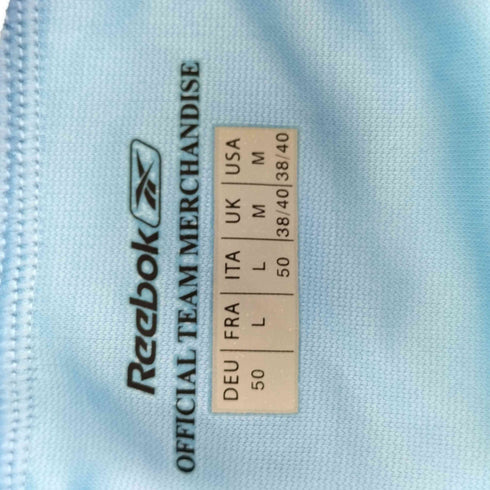 Reebok
OFFICIAL TEAM MERCHANDISE
DEU | FRA | ITA | UK | USA
50 | L | L | M | M
50 | 38/40 | 38/40